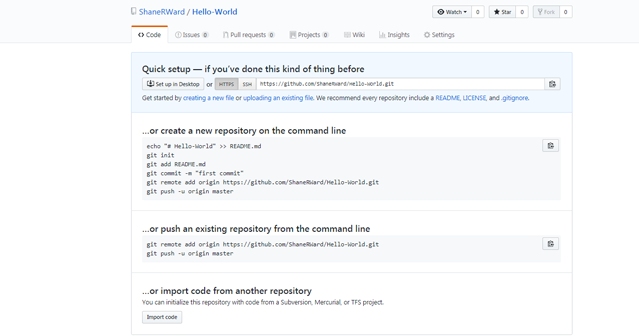 ShaneRWard / Hello-World
Watch 0 Star 0 Fork 0
Code Issues 0 Pull requests 0 Projects 0 Wiki Insights Settings
Quick setup — if you've done this kind of thing before
Set up in Desktop or HTTPS SSH https://github.com/ShaneRWard/Hello-World.git
Get started by creating a new file or uploading an existing file. We recommend every repository include a README, LICENSE, and .gitignore.
…or create a new repository on the command line
echo "# Hello-World" >> README.md
git init
git add README.md
git commit -m "first commit"
git remote add origin https://github.com/ShaneRWard/Hello-World.git
git push -u origin master
…or push an existing repository from the command line
git remote add origin https://github.com/ShaneRWard/Hello-World.git
git push -u origin master
…or import code from another repository
You can initialize this repository with code from a Subversion, Mercurial, or TFS project.
Import code